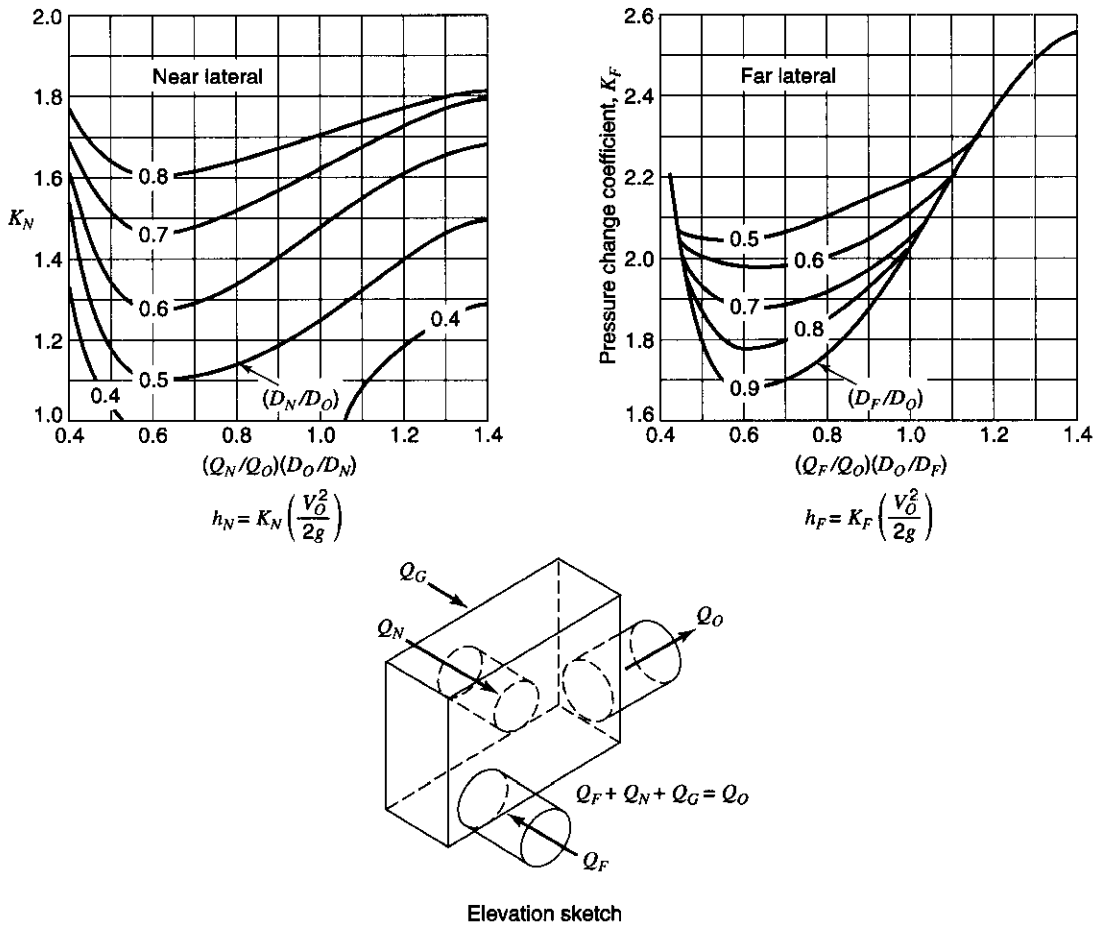 2.0
1.8
1.6
K_N
1.4
1.2
1.0
Near lateral
0.8
0.7
0.6
0.5
0.4
0.4
(D_N/D_O)
0.4 0.6 0.8 1.0 1.2 1.4
(Q_N/Q_O)(D_O/D_N)
h_N = K_N (V_O^2/2g)
Pressure change coefficient, K_F
2.6
2.4
2.2
2.0
1.8
1.6
Far lateral
0.5
0.6
0.7
0.8
0.9
(D_F/D_O)
0.4 0.6 0.8 1.0 1.2 1.4
(Q_F/Q_O)(D_O/D_F)
h_F = K_F (V_O^2/2g)
Q_G
Q_N
Q_O
Q_F + Q_N + Q_G = Q_O
Q_F
Elevation sketch